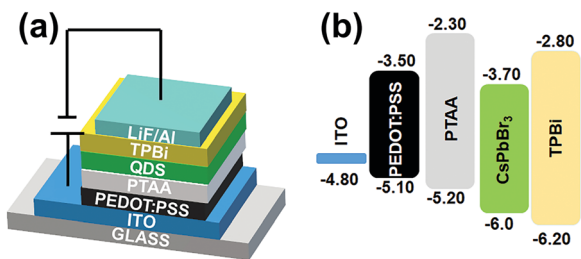 (a)
LiF/Al
TPBi
QDS
PTAA
PEDOT:PSS
ITO
GLASS
(b)
-2.30
-2.80
-3.50
-3.70
ITO
PEDOT:PSS
PTAA
CsPbBr3
TPBi
-4.80
-5.10
-5.20
-6.0
-6.20